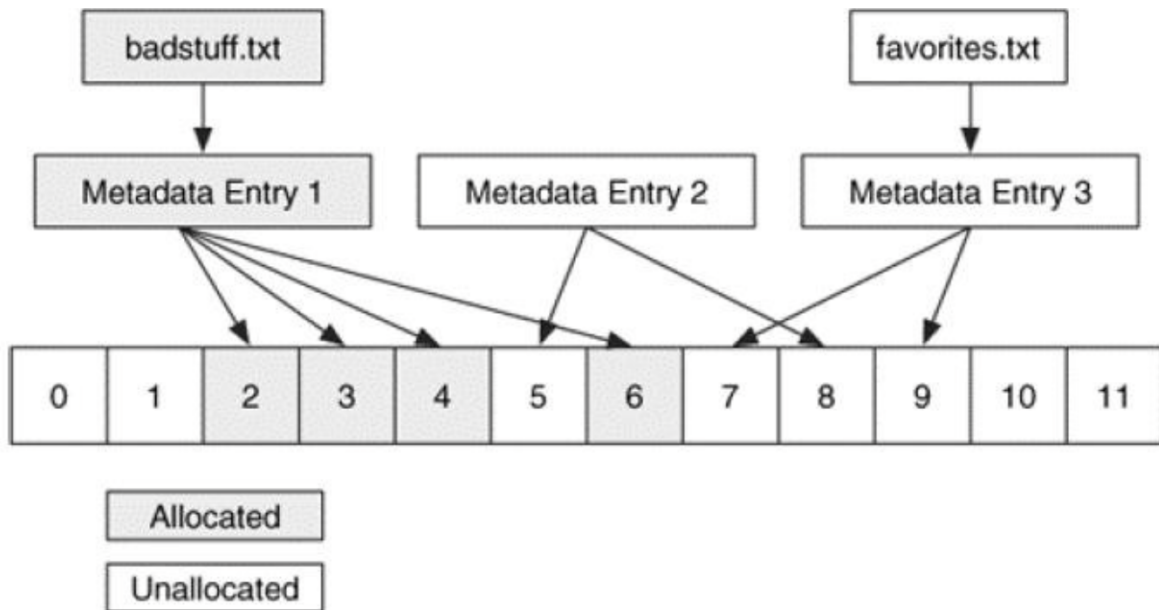 badstuff.txt
favorites.txt
Metadata Entry 1
Metadata Entry 2
Metadata Entry 3
0 1 2 3 4 5 6 7 8 9 10 11
Allocated
Unallocated